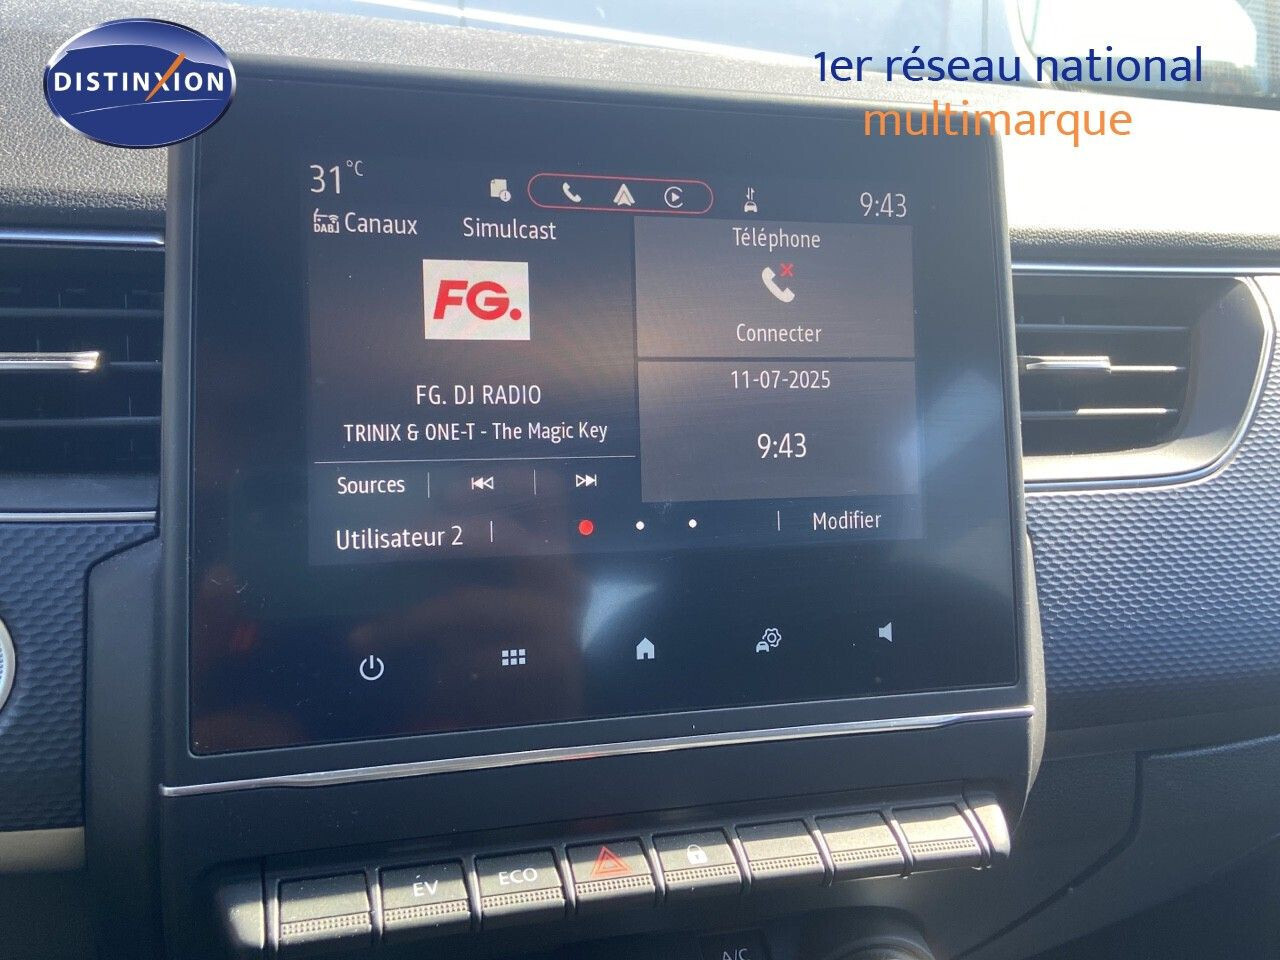 DISTINXION
1er réseau national
multimarque
31°C
9:43
DAB
Canaux
Simulcast
FG.
FG. DJ RADIO
TRINIX & ONE-T - The Magic Key
Sources
Utilisateur 2
Téléphone
Connecter
11-07-2025
9:43
Modifier
EV
ECO
A/C